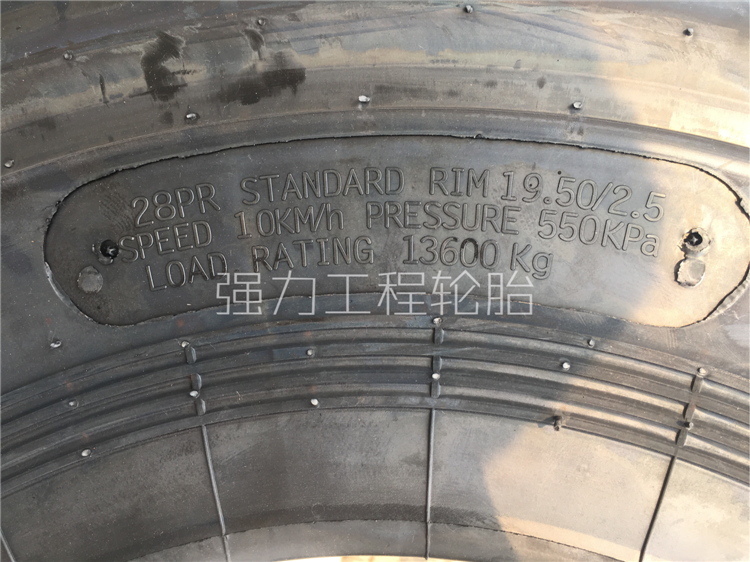 28PR STANDARD RIM 19.50/2.5
SPEED 10KM/h PRESSURE 550KPa
LOAD RATING 13600 Kg
强力工程轮胎